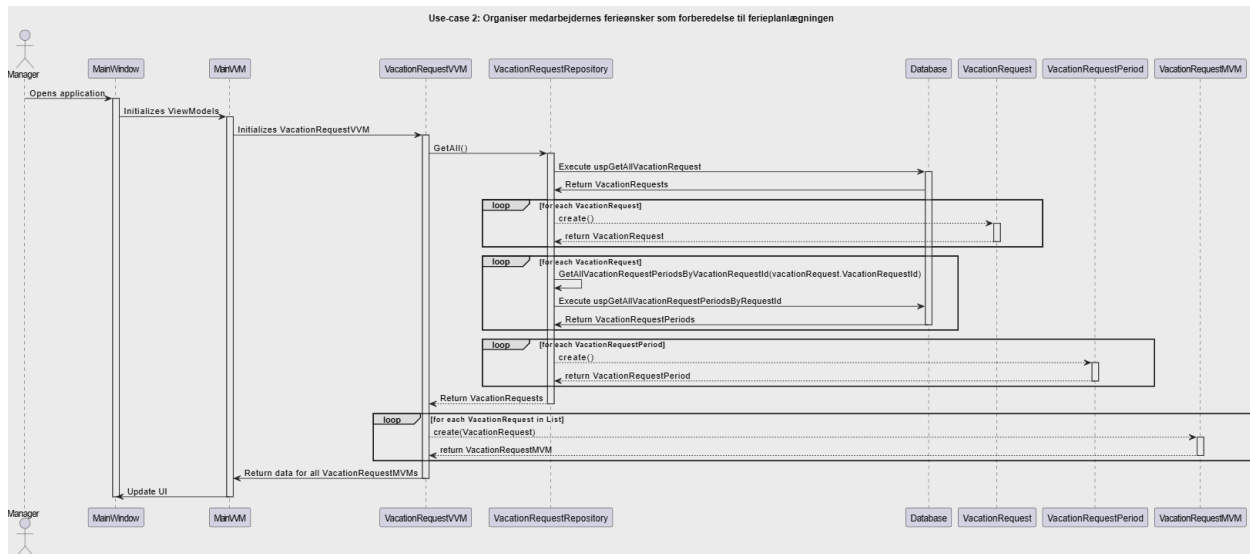 Use-case 2: Organiser medarbejdernes ferieønsker som forberedelse til ferieplanlægningen
Manager
MainWindow
MainVVM
VacationRequestVVM
VacationRequestRepository
Database
VacationRequest
VacationRequestPeriod
VacationRequestMVM
Opens application
Initializes ViewModels
Initializes VacationRequestVVM
GetAll()
Execute uspGetAllVacationRequest
Return VacationRequests
loop [for each VacationRequest]
create()
return VacationRequest
loop [for each VacationRequest]
GetAllVacationRequestPeriodsByVacationRequestId(vacationRequest.VacationRequestId)
Execute uspGetAllVacationRequestPeriodsByRequestId
Return VacationRequestPeriods
loop [for each VacationRequestPeriod]
create()
return VacationRequestPeriod
Return VacationRequests
loop [for each VacationRequest in List]
create(VacationRequest)
return VacationRequestMVM
Return data for all VacationRequestMVMs
Update UI
Manager
MainWindow
MainVVM
VacationRequestVVM
VacationRequestRepository
Database
VacationRequest
VacationRequestPeriod
VacationRequestMVM